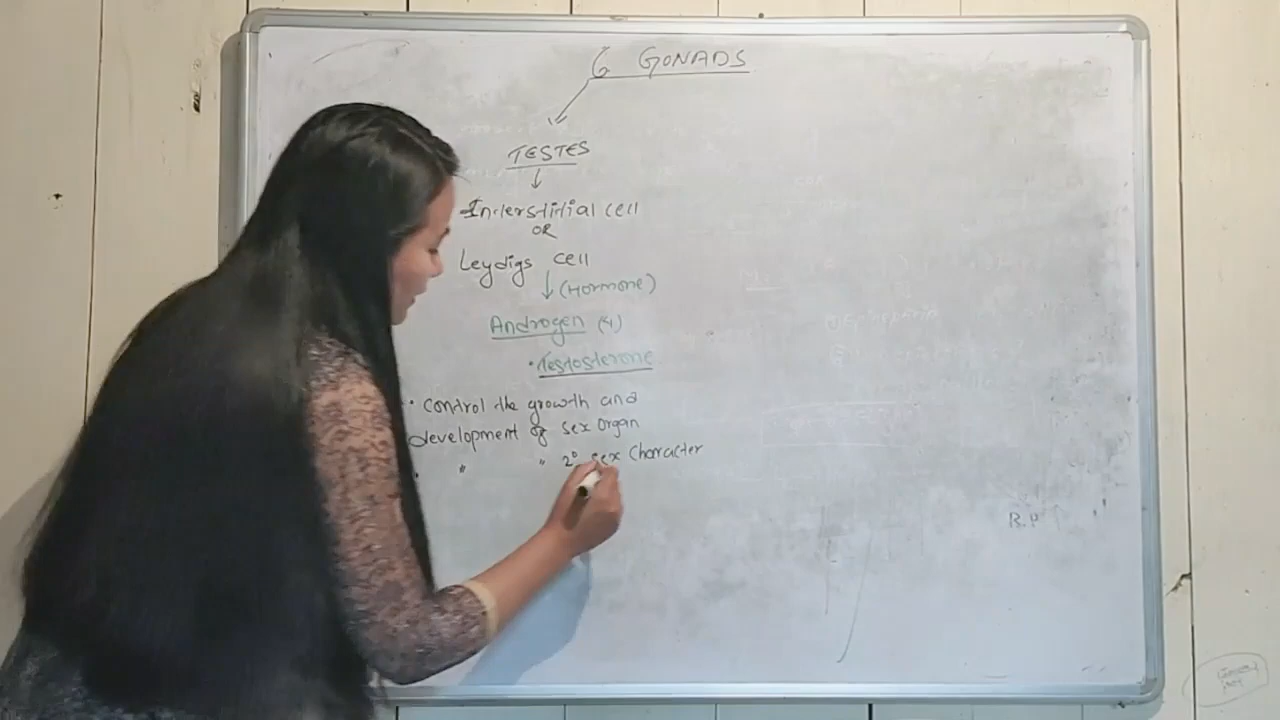 6 GONADS
TESTES
Interstitial cell
OR
Leydigs cell
(Hormone)
Androgen
• Testosterone
• control the growth and
development of sex organ
• " " 2° sex character
B.P